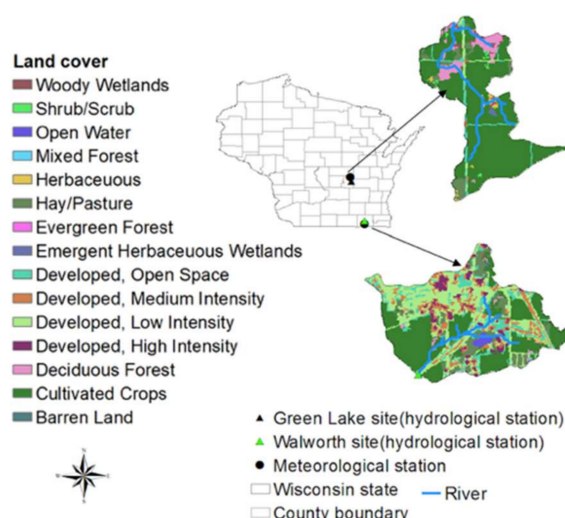 Land cover
Woody Wetlands
Shrub/Scrub
Open Water
Mixed Forest
Herbaceuous
Hay/Pasture
Evergreen Forest
Emergent Herbaceuous Wetlands
Developed, Open Space
Developed, Medium Intensity
Developed, Low Intensity
Developed, High Intensity
Deciduous Forest
Cultivated Crops
Barren Land
Green Lake site(hydrological station)
Walworth site(hydrological station)
Meteorological station
Wisconsin state
River
County boundary
N
W
E
S